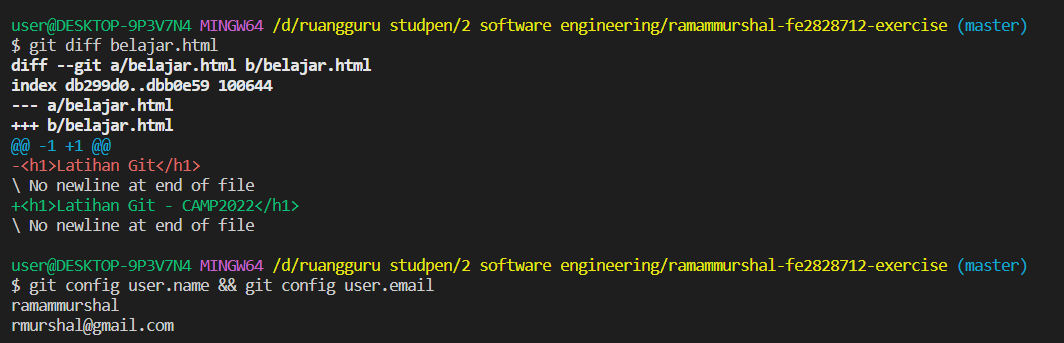 user@DESKTOP-9P3V7N4 MINGW64 /d/ruangguru studpen/2 software engineering/ramammurshal-fe2828712-exercise (master)
$ git diff belajar.html
diff --git a/belajar.html b/belajar.html
index db299d0..dbb0e59 100644
--- a/belajar.html
+++ b/belajar.html
@@ -1 +1 @@
-<h1>Latihan Git</h1>
\ No newline at end of file
+<h1>Latihan Git - CAMP2022</h1>
\ No newline at end of file
user@DESKTOP-9P3V7N4 MINGW64 /d/ruangguru studpen/2 software engineering/ramammurshal-fe2828712-exercise (master)
$ git config user.name && git config user.email
ramammurshal
rmurshal@gmail.com